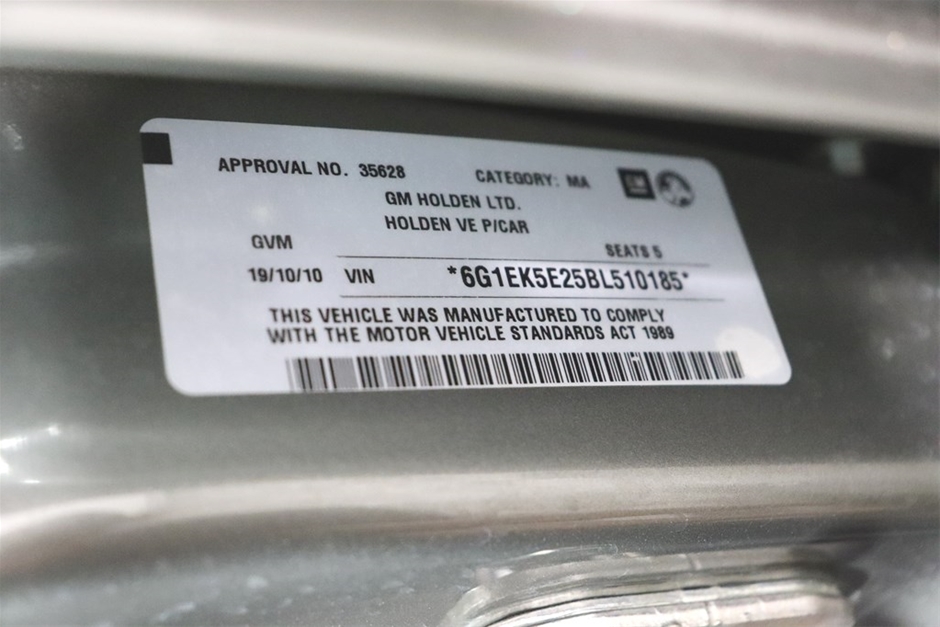 APPROVAL NO. 35628 CATEGORY: MA GM
GM HOLDEN LTD.
HOLDEN VE P/CAR
GVM SEATS 5
19/10/10 VIN *6G1EK5E25BL510185*
THIS VEHICLE WAS MANUFACTURED TO COMPLY
WITH THE MOTOR VEHICLE STANDARDS ACT 1989